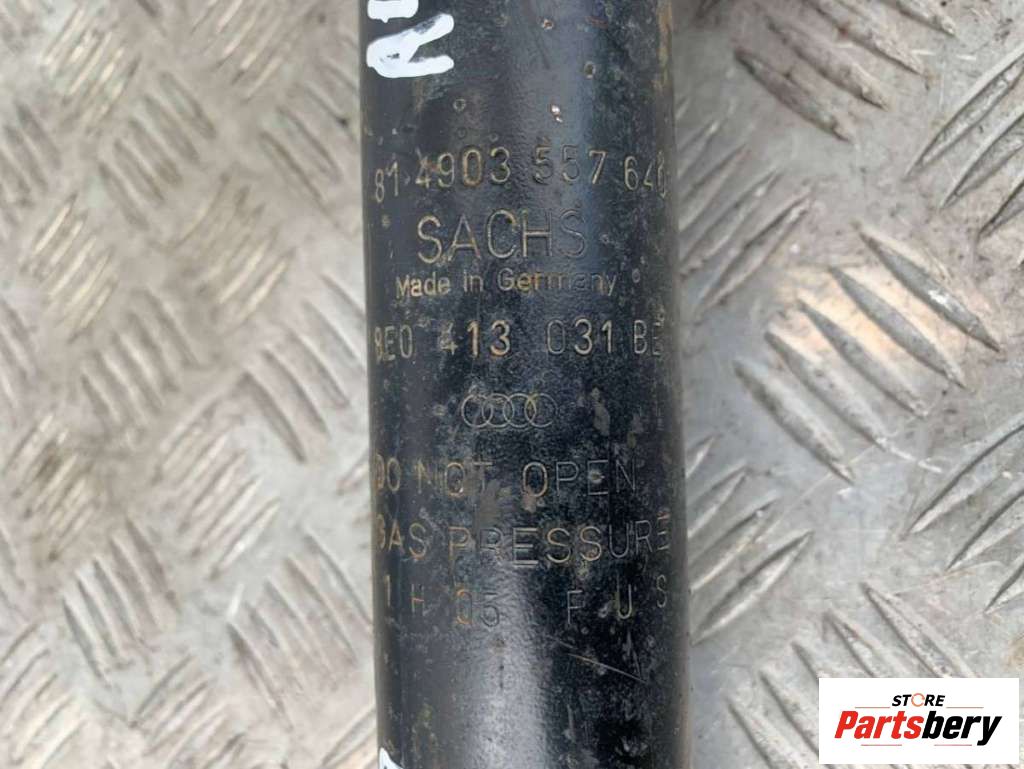 81 4903 557 640
SACHS
Made in Germany
8E0 413 031 BE
DO NOT OPEN
GAS PRESSURE
1H 05 F U S
STORE
Partsbery